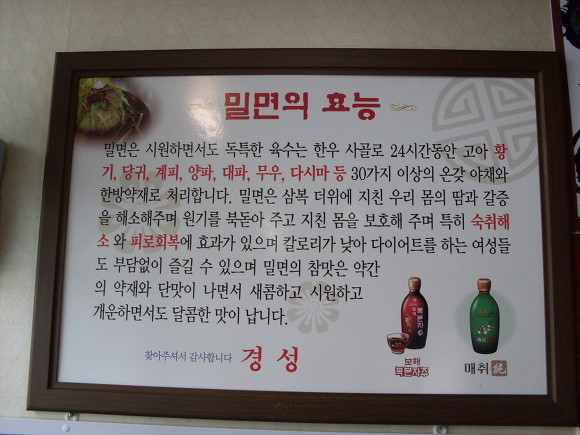 밀면의 효능
밀면은 시원하면서도 독특한 육수는 한우 사골로 24시간동안 고아 황
기, 당귀, 계피, 양파, 대파, 무우, 다시마 등 30가지 이상의 온갖 야채와
한방약재로 처리합니다. 밀면은 삼복 더위에 지친 우리 몸의 땀과 갈증
을 해소해주며 원기를 북돋아 주고 지친 몸을 보호해 주며 특히 숙취해
소 와 피로회복에 효과가 있으며 칼로리가 낮아 다이어트를 하는 여성들
도 부담없이 즐길 수 있으며 밀면의 참맛은 약간
의 약재와 단맛이 나면서 새콤하고 시원하고
개운하면서도 달콤한 맛이 납니다.
찾아주셔서 감사합니다 경성
복분자
보해
복분자주
매취 純